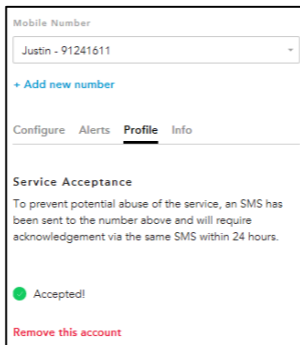 Mobile Number
Justin - 91241611
+ Add new number
Configure Alerts Profile Info
Service Acceptance
To prevent potential abuse of the service, an SMS has
been sent to the number above and will require
acknowledgement via the same SMS within 24 hours.
Accepted!
Remove this account